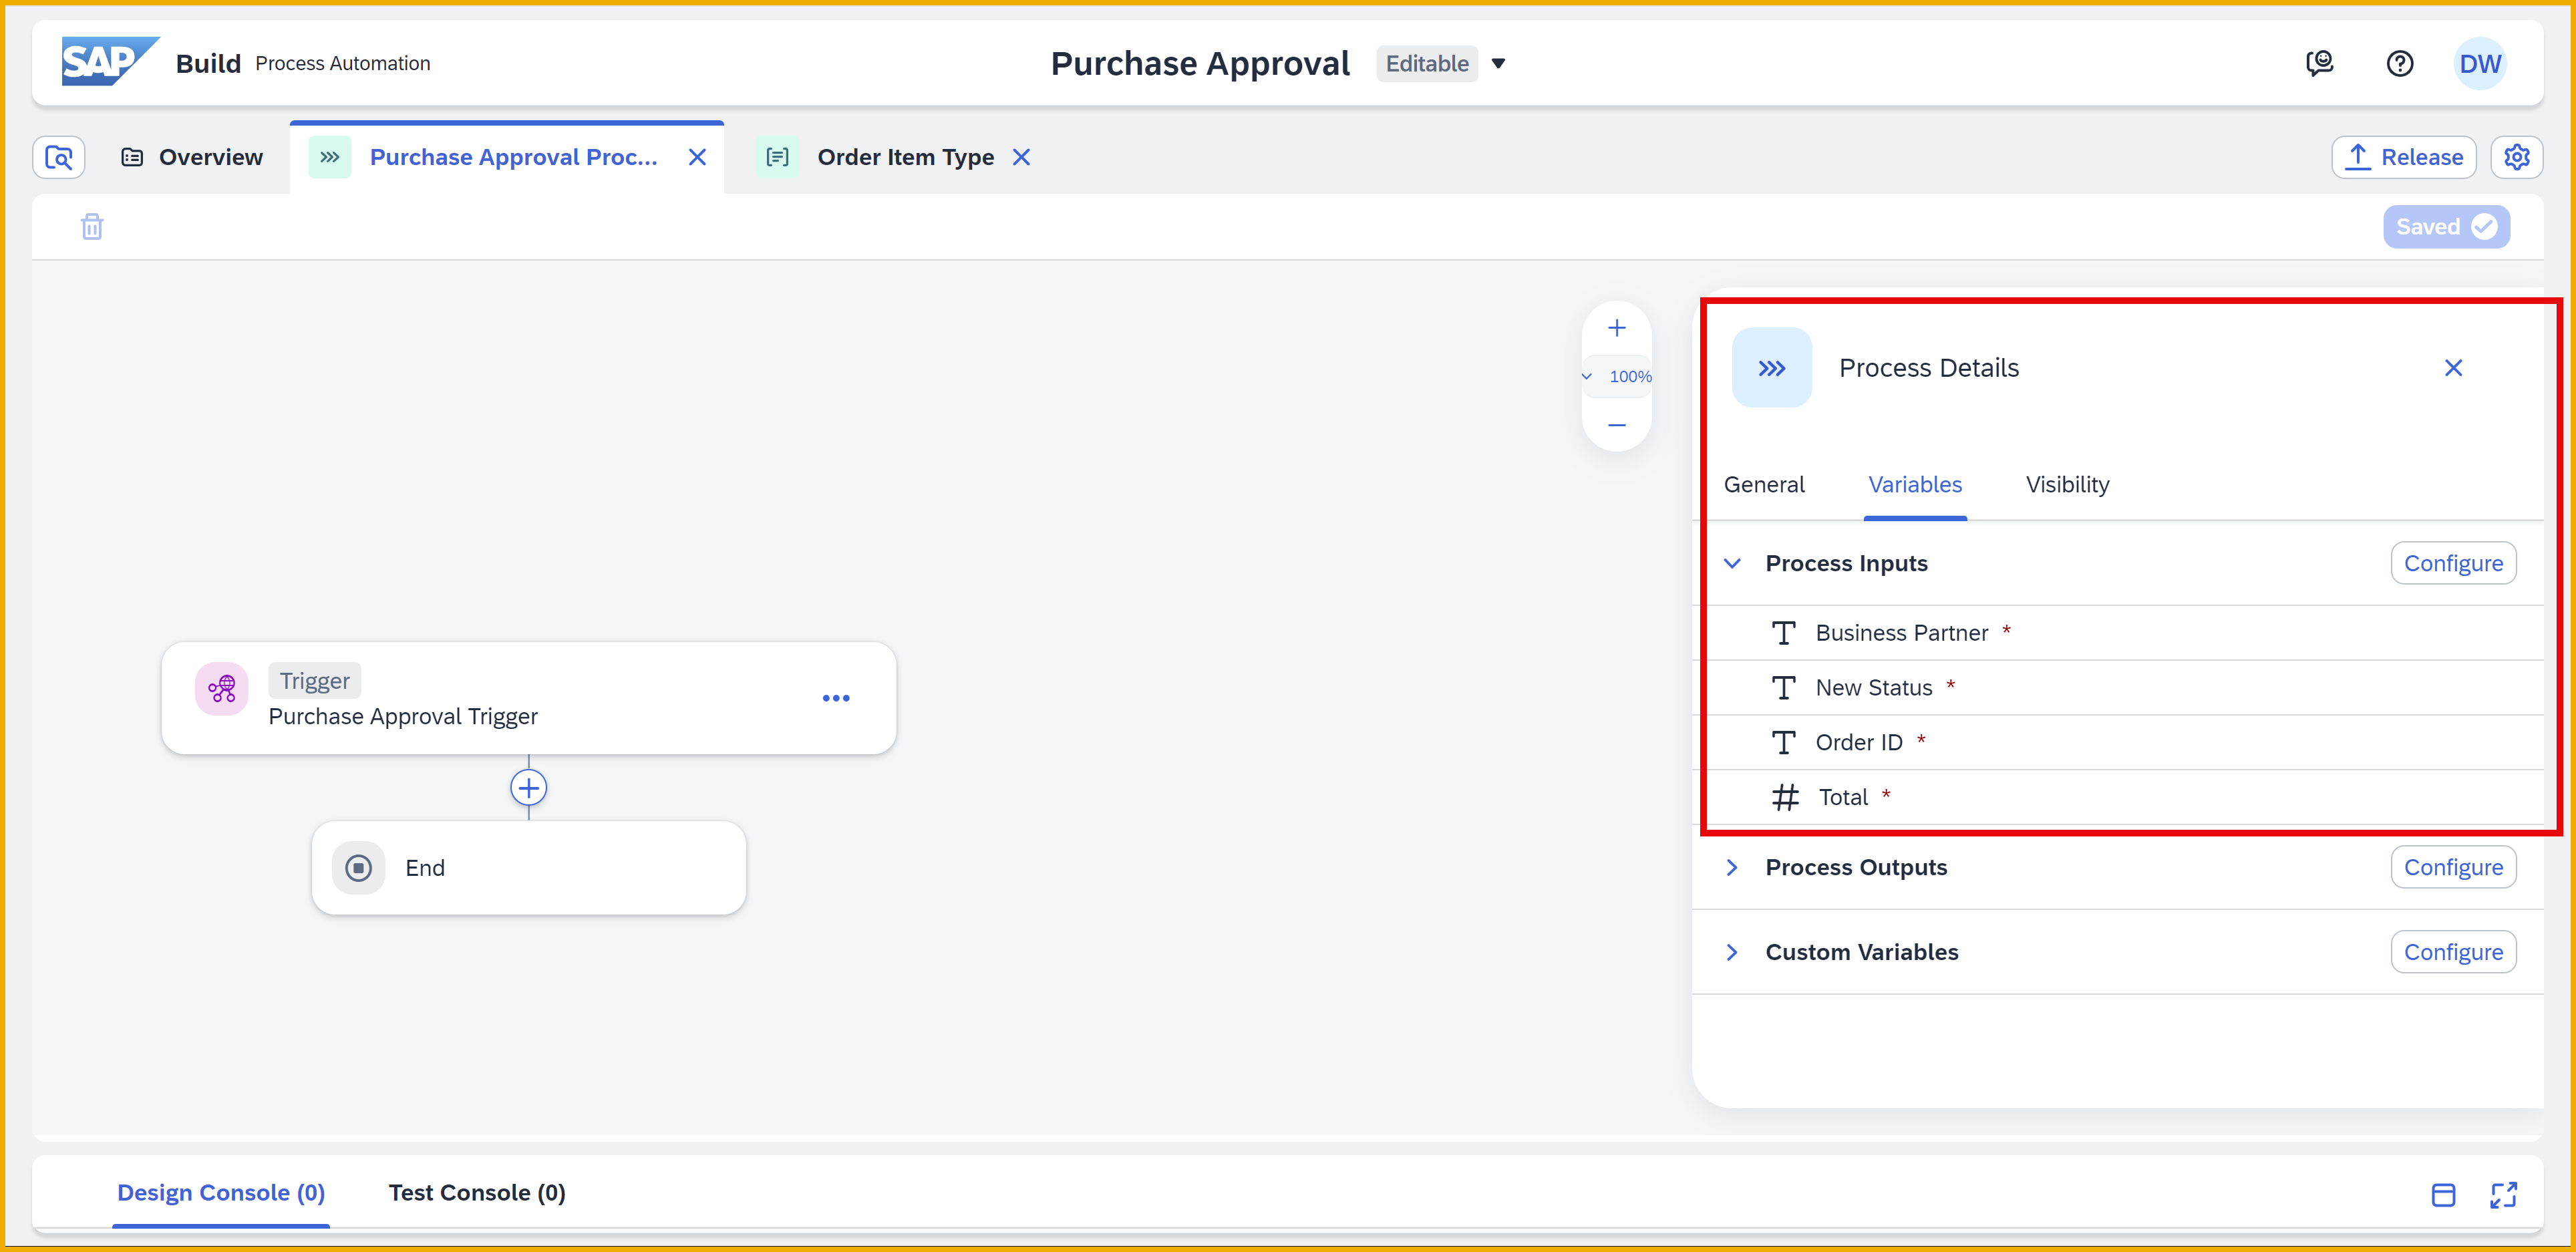 SAP Build Process Automation
Purchase Approval Editable
DW
Overview
Purchase Approval Proc...
Order Item Type
Release
Saved
100%
Process Details
General Variables Visibility
Process Inputs Configure
Business Partner *
New Status *
Order ID *
Total *
Process Outputs Configure
Custom Variables Configure
Trigger
Purchase Approval Trigger
End
Design Console (0) Test Console (0)